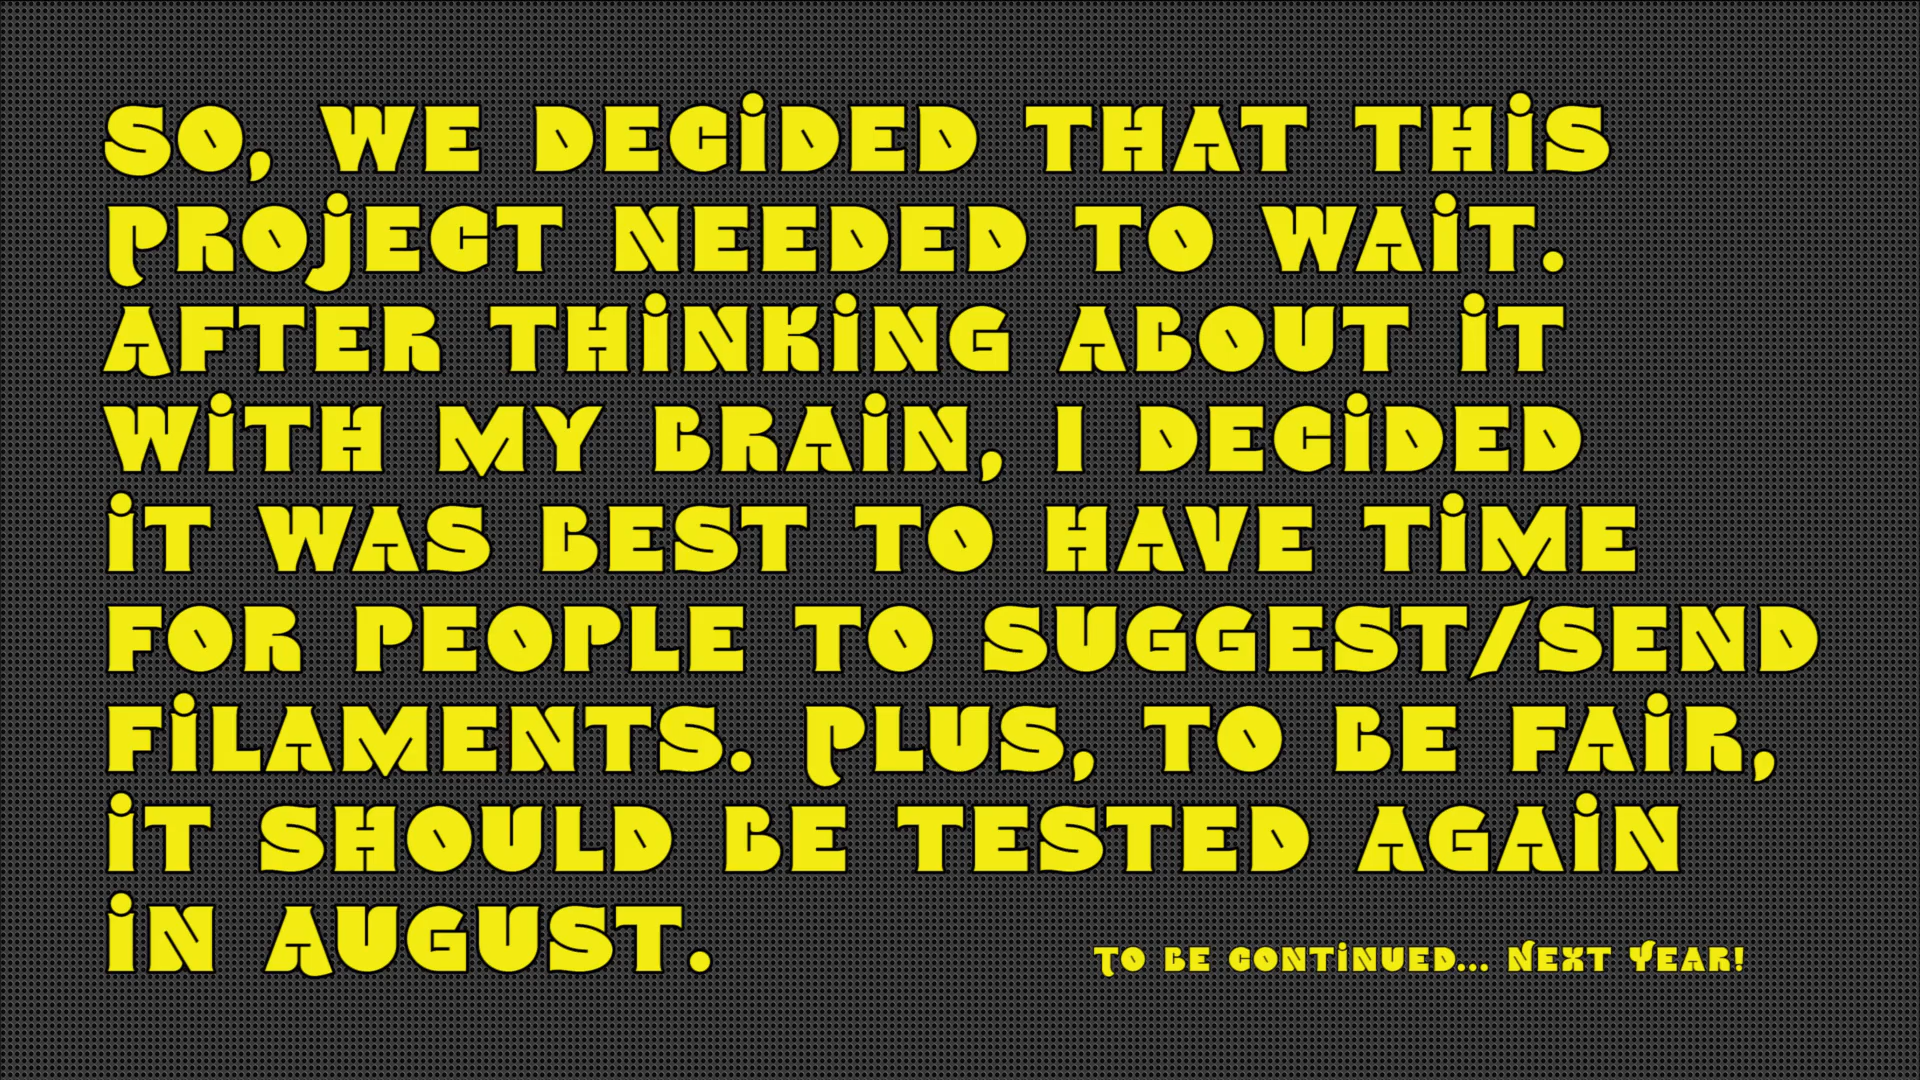 So, we decided that this
Project needed to wait.
After thinking about it
with my brain, I decided
it was best to have time
for people to suggest/send
filaments. Plus, to be fair,
it should be tested again
in August.
To be continued... Next Year!